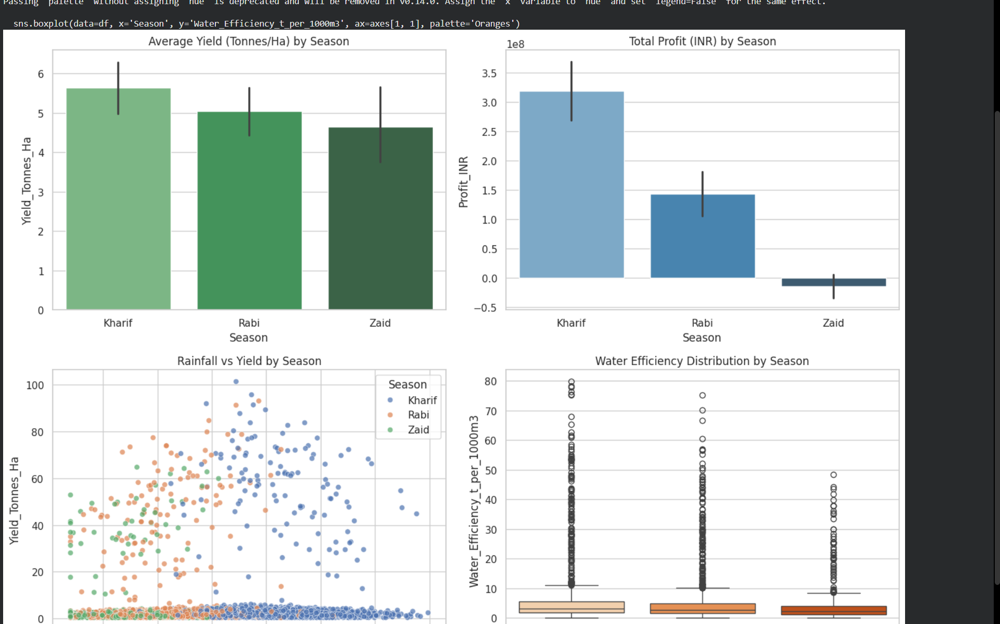 Passing `palette` without assigning `hue` is deprecated and will be removed in v0.14.0. Assign the `x` variable to `hue` and set `legend=False` for the same effect.
sns.boxplot(data=df, x='Season', y='Water_Efficiency_t_per_1000m3', ax=axes[1, 1], palette='Oranges')
Average Yield (Tonnes/Ha) by Season
Yield_Tonnes_Ha
6
5
4
3
2
1
0
Kharif
Rabi
Zaid
Season
Total Profit (INR) by Season
1e8
Profit_INR
3.5
3.0
2.5
2.0
1.5
1.0
0.5
0.0
−0.5
Kharif
Rabi
Zaid
Season
Rainfall vs Yield by Season
Yield_Tonnes_Ha
100
80
60
40
20
0
Season
Kharif
Rabi
Zaid
Water Efficiency Distribution by Season
Water_Efficiency_t_per_1000m3
80
70
60
50
40
30
20
10
0